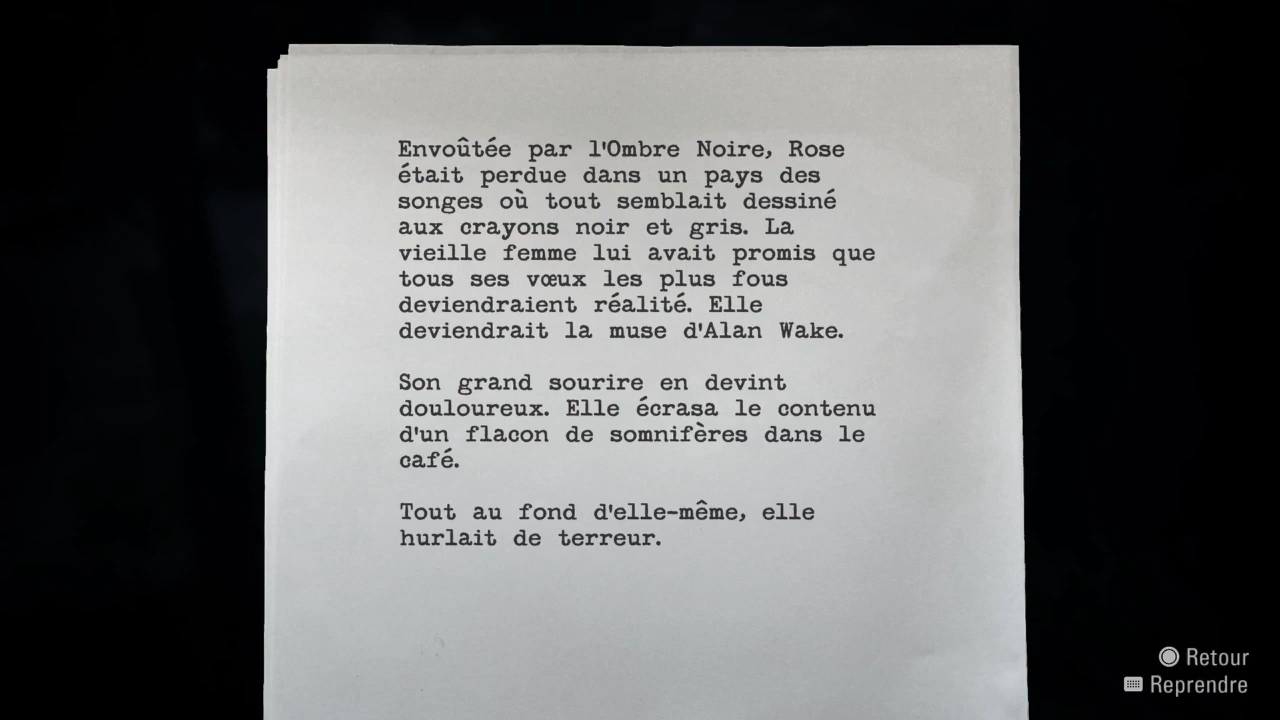 Envoûtée par l'Ombre Noire, Rose
était perdue dans un pays des
songes où tout semblait dessiné
aux crayons noir et gris. La
vieille femme lui avait promis que
tous ses vœux les plus fous
deviendraient réalité. Elle
deviendrait la muse d'Alan Wake.
Son grand sourire en devint
douloureux. Elle écrasa le contenu
d'un flacon de somnifères dans le
café.
Tout au fond d'elle-même, elle
hurlait de terreur.
Retour
Reprendre